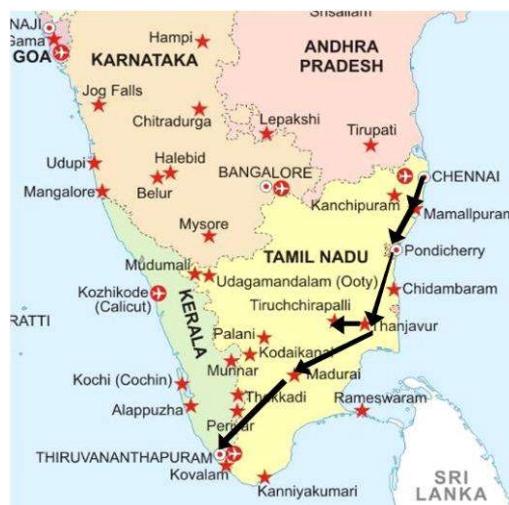 NAJI
Gama
GOA
Hampi
KARNATAKA
Srisailam
ANDHRA
PRADESH
Jog Falls
Chitradurga
Lepakshi
Tirupati
Udupi
Halebid
Belur
BANGALORE
CHENNAI
Mangalore
Kanchipuram
Mamallpuram
Mysore
TAMIL NADU
Pondicherry
Mudumali
Udagamandalam (Ooty)
Chidambaram
Kozhikode
(Calicut)
RATTI
KERALA
Tiruchchirapalli
Thanjavur
Palani
Kodaikanal
Munnar
Madurai
Kochi (Cochin)
Thekkadi
Rameswaram
Alappuzha
Periyar
THIRUVANANTHAPURAM
Kovalam
Kanniyakumari
SRI
LANKA